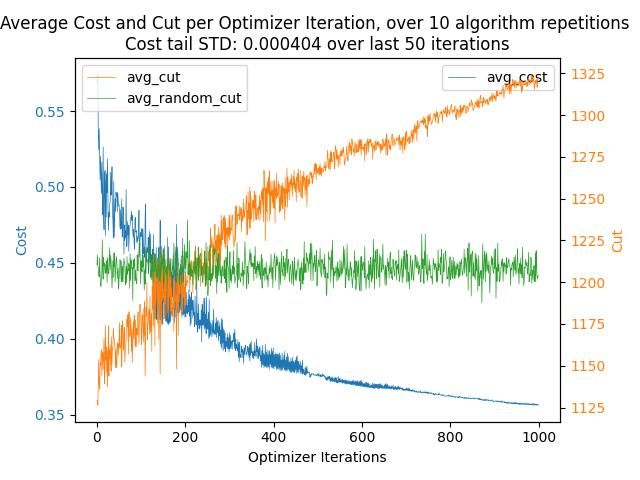 Average Cost and Cut per Optimizer Iteration, over 10 algorithm repetitions
Cost tail STD: 0.000404 over last 50 iterations
avg_cut
avg_random_cut
avg_cost
0.55
0.50
0.45
0.40
0.35
Cost
1325
1300
1275
1250
1225
1200
1175
1150
1125
Cut
0 200 400 600 800 1000
Optimizer Iterations